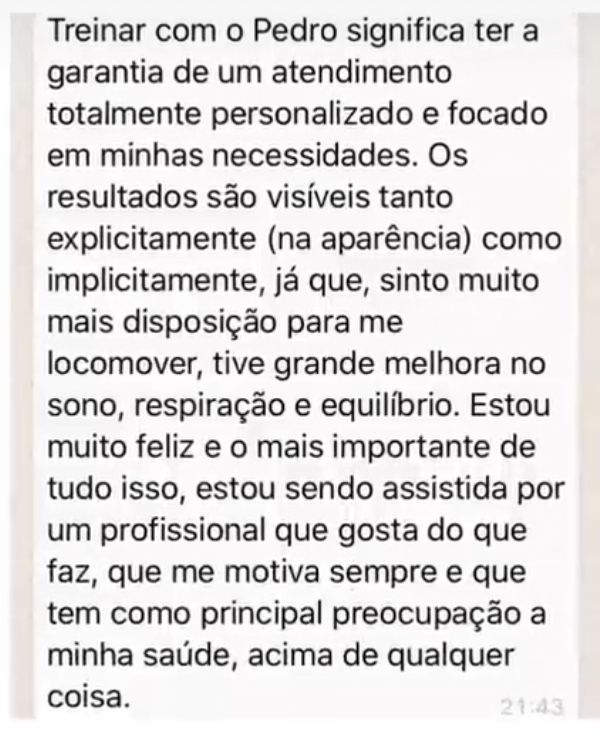 Treinar com o Pedro significa ter a
garantia de um atendimento
totalmente personalizado e focado
em minhas necessidades. Os
resultados são visíveis tanto
explicitamente (na aparência) como
implicitamente, já que, sinto muito
mais disposição para me
locomover, tive grande melhora no
sono, respiração e equilíbrio. Estou
muito feliz e o mais importante de
tudo isso, estou sendo assistida por
um profissional que gosta do que
faz, que me motiva sempre e que
tem como principal preocupação a
minha saúde, acima de qualquer
coisa.
21:43